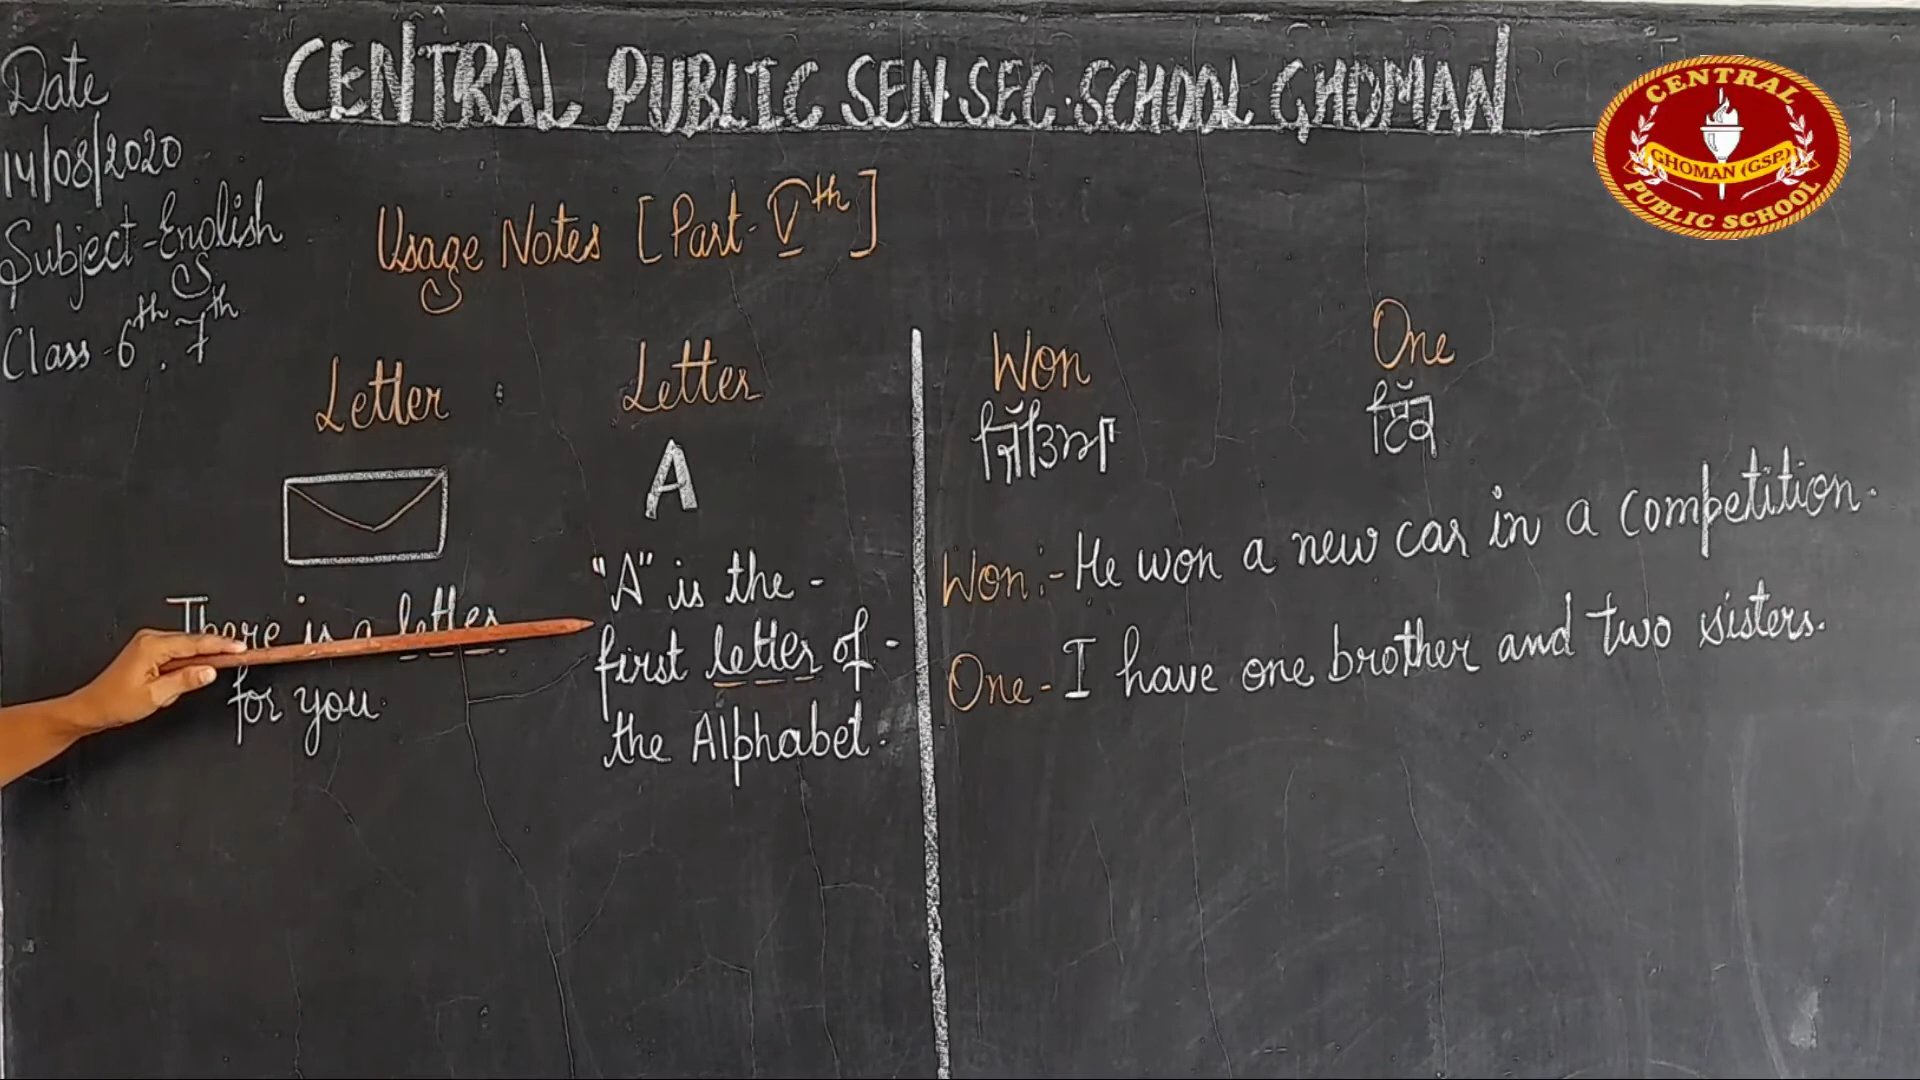 CENTRAL PUBLIC SEN.SEC.SCHOOL GHOMAN
Date
14/08/2020
Subject-English
Class-6th.7th
Usage Notes [Part-Vth]
Letter
Letter
A
There is a letter
for you.
"A" is the -
first letter of -
the Alphabet.
Won
One
ਜਿੱਤਿਆ
ਇੱਕ
Won:- He won a new car in a competition.
One- I have one brother and two sisters.
CENTRAL
GHOMAN (GSP.)
PUBLIC SCHOOL